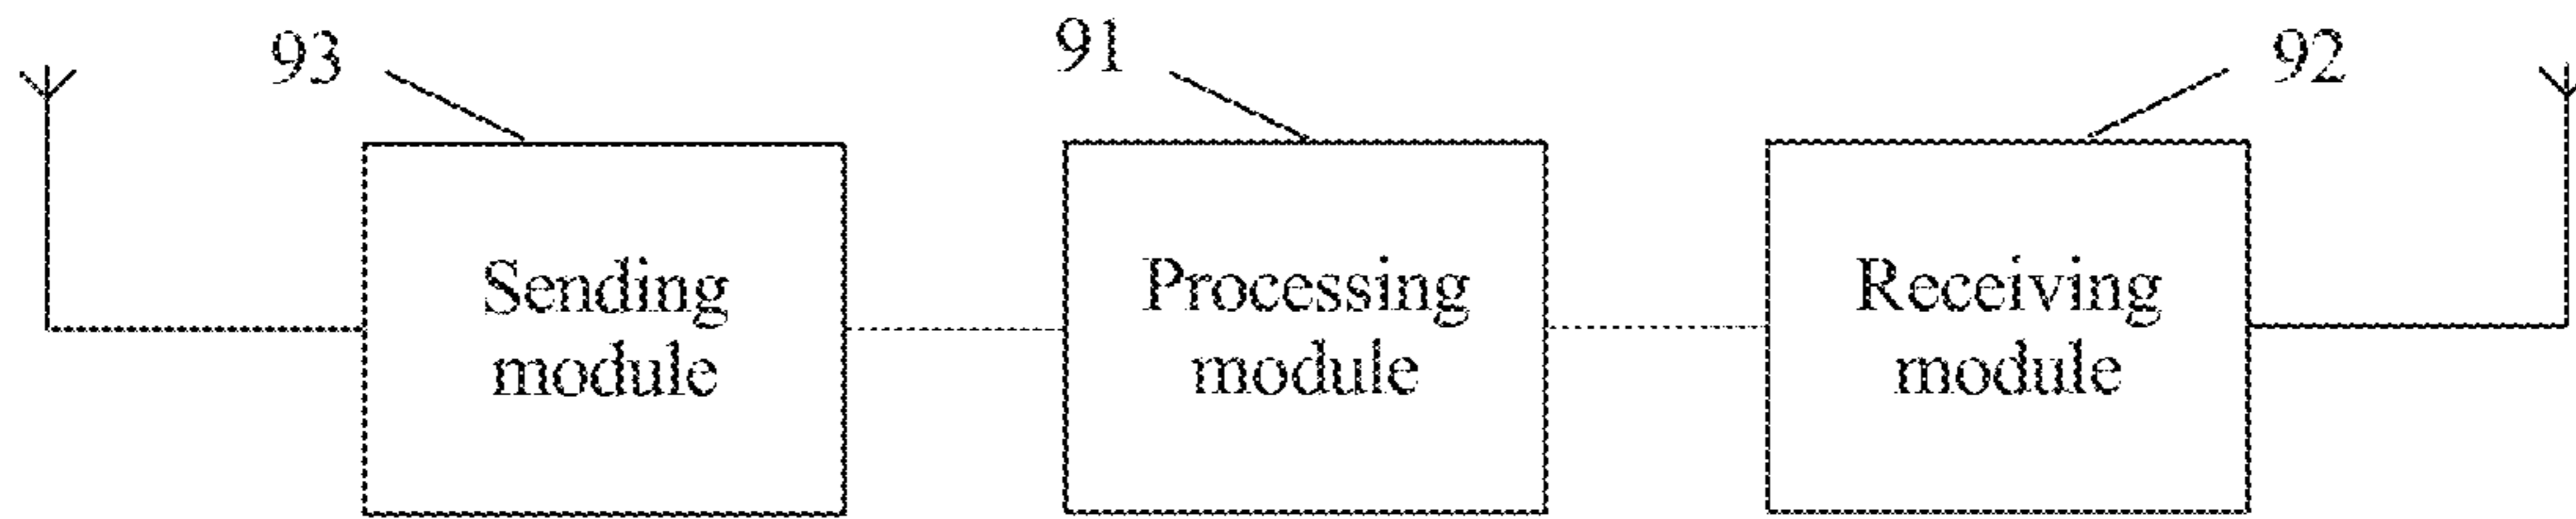 93
91
92
Sending
module
Processing
module
Receiving
module